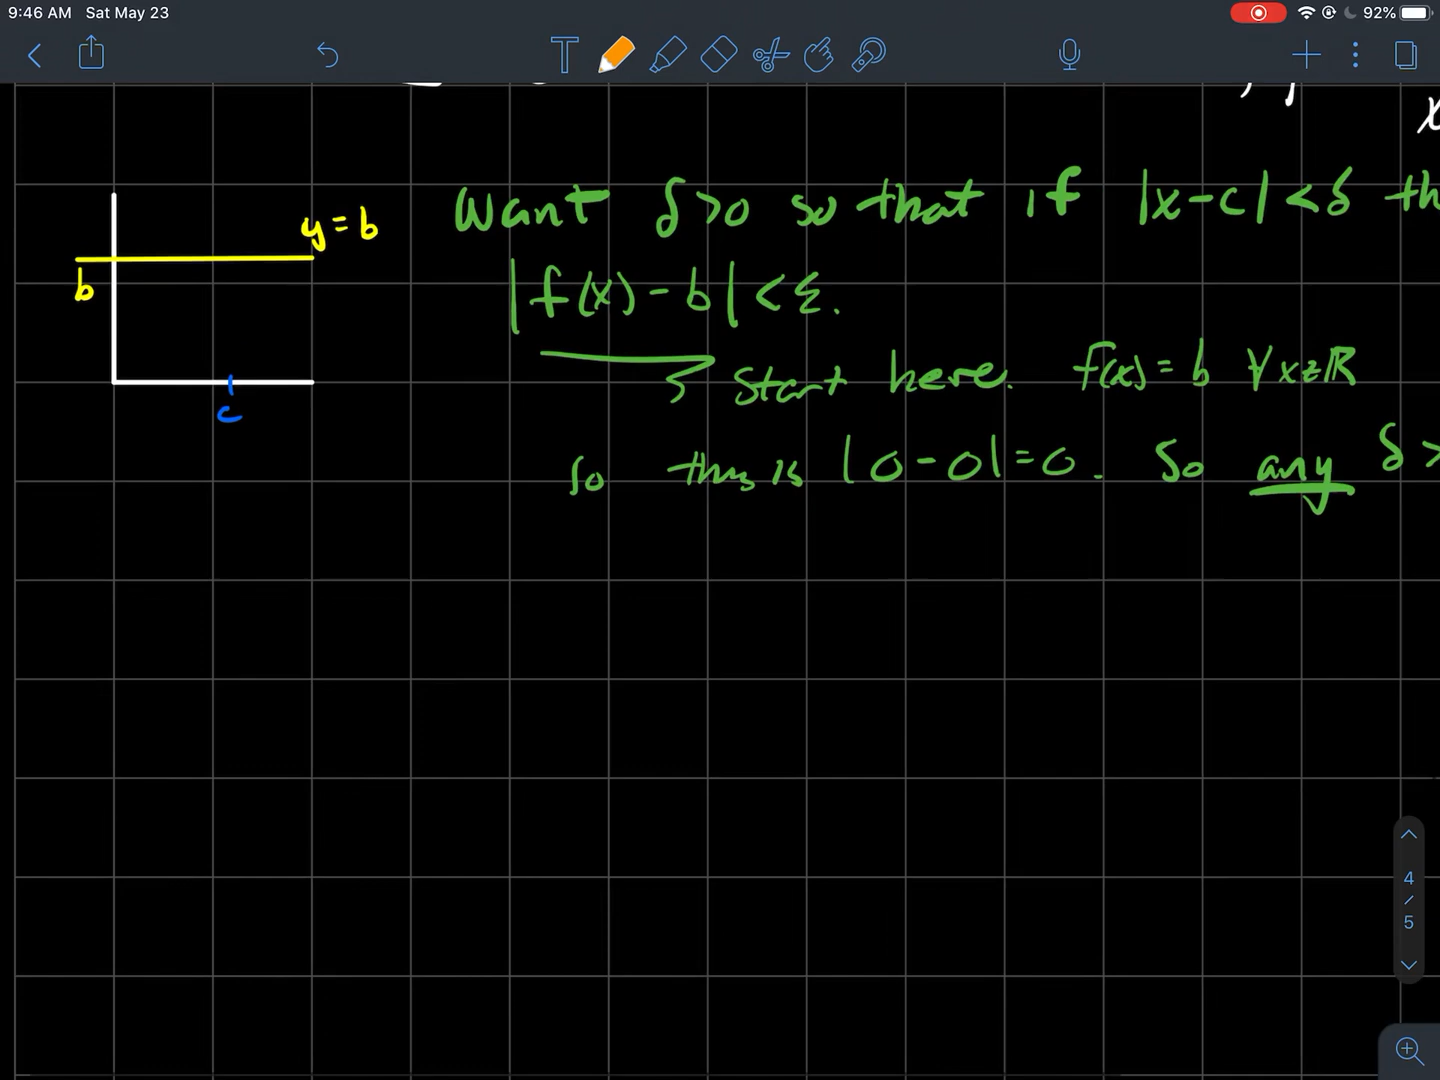 9:46 AM Sat May 23
92%
T
y = b
b
c
Want δ>0 so that if |x-c|<δ th
|f(x)-b|<ε.
Start here. f(x)=b ∀x∈ℝ
So this is |0-0|=0. So any δ>
4
/
5